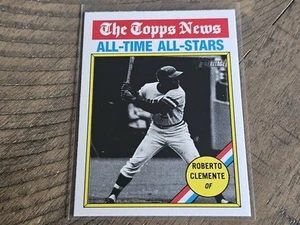 The Topps News
ALL-TIME ALL-STARS
ROBERTO
CLEMENTE
OF